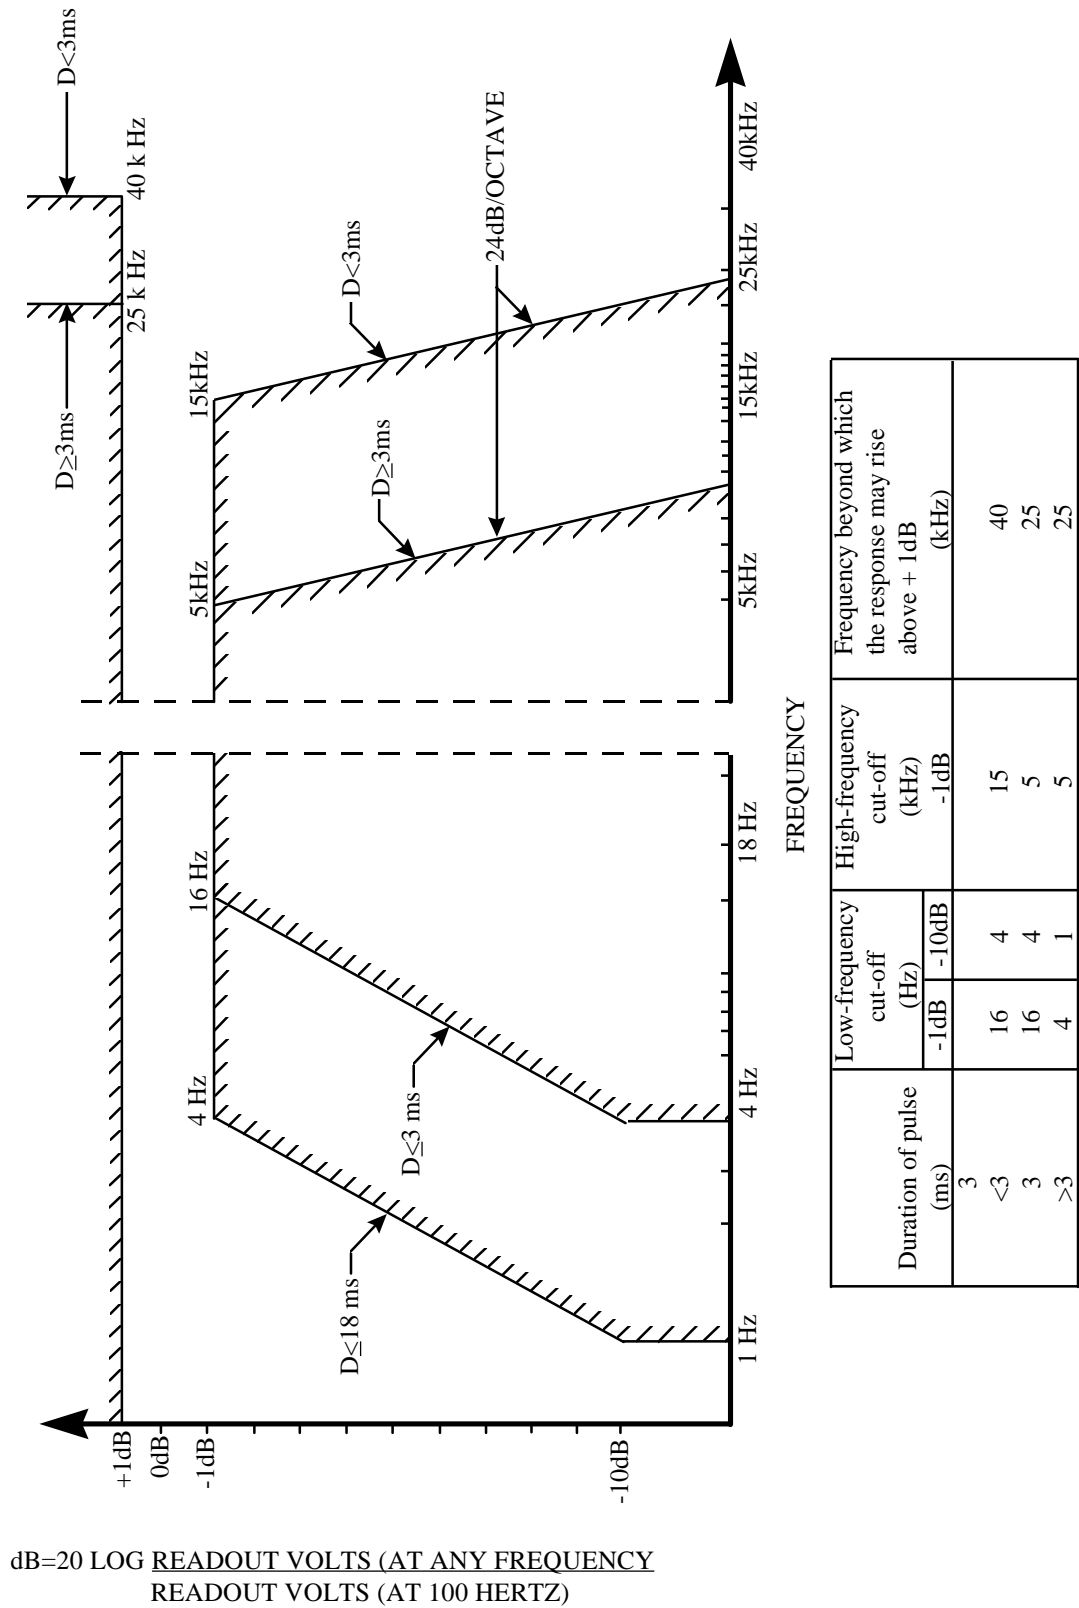 D≥3ms
D<3ms
25 k Hz
40 k Hz
+1dB
0dB
-1dB
-10dB
4 Hz
16 Hz
5kHz
15kHz
D≤18 ms
D≤3 ms
D≥3ms
D<3ms
24dB/OCTAVE
1 Hz
4 Hz
18 Hz
5kHz
15kHz
25kHz
40kHz
FREQUENCY
Duration of pulse
(ms)
Low-frequency
cut-off
(Hz)
-1dB
-10dB
High-frequency
cut-off
(kHz)
-1dB
Frequency beyond which
the response may rise
above + 1dB
(kHz)
3
<3 16 4 15 40
3 16 4 5 25
>3 4 1 5 25
dB=20 LOG READOUT VOLTS (AT ANY FREQUENCY
READOUT VOLTS (AT 100 HERTZ)